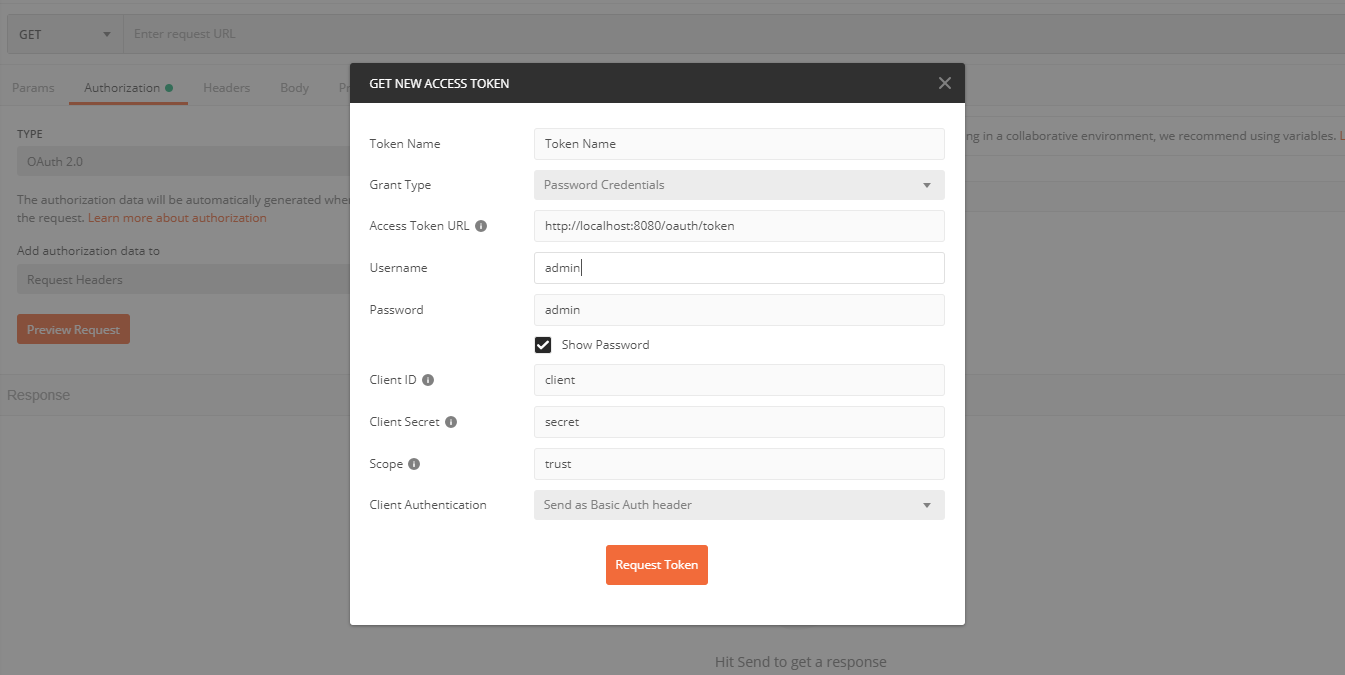 GET
Enter request URL
Params
Authorization
Headers
Body
GET NEW ACCESS TOKEN
TYPE
OAuth 2.0
The authorization data will be automatically generated
the request. Learn more about authorization
Add authorization data to
Request Headers
Preview Request
Response
in a collaborative environment, we recommend using variables.
Token Name
Token Name
Grant Type
Password Credentials
Access Token URL
http://localhost:8080/oauth/token
Username
admin
Password
admin
Show Password
Client ID
client
Client Secret
secret
Scope
trust
Client Authentication
Send as Basic Auth header
Request Token
Hit Send to get a response